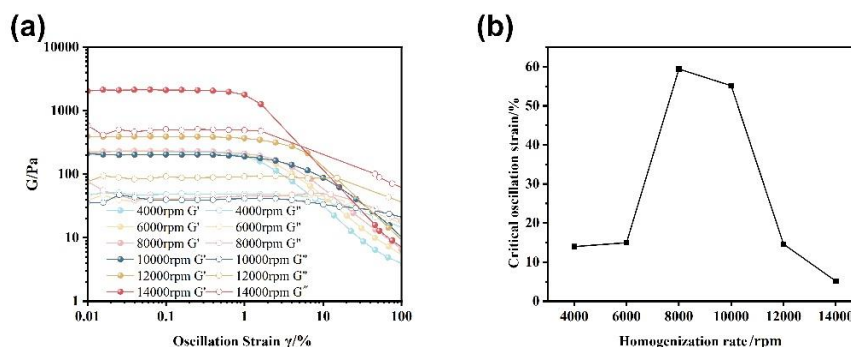 (a)
(b)
10000
1000
100
10
1
G/Pa
4000rpm G' 4000rpm G"
6000rpm G' 6000rpm G"
8000rpm G' 8000rpm G"
10000rpm G' 10000rpm G"
12000rpm G' 12000rpm G"
14000rpm G' 14000rpm G"
0.01 0.1 1 10 100
Oscillation Strain γ/%
60
50
40
30
20
10
0
Critical oscillation strain/%
4000 6000 8000 10000 12000 14000
Homogenization rate/rpm